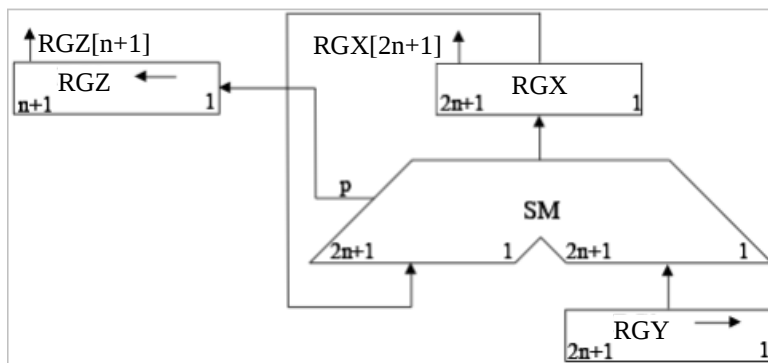 RGZ[n+1]
RGX[2n+1]
RGZ
RGX
n+1
1
2n+1
1
p
SM
2n+1
1
2n+1
1
RGY
2n+1
1